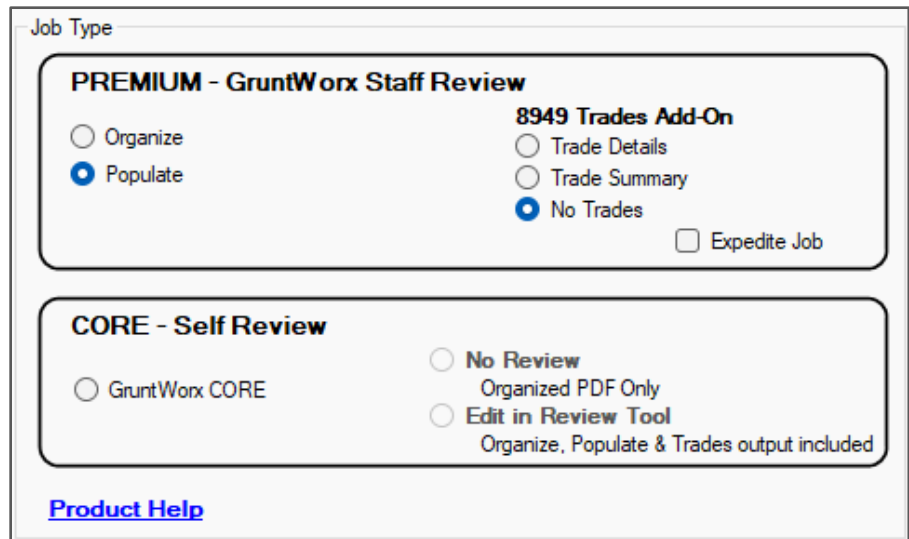 Job Type
PREMIUM - GruntWorx Staff Review
Organize
Populate
8949 Trades Add-On
Trade Details
Trade Summary
No Trades
Expedite Job
CORE - Self Review
GruntWorx CORE
No Review
Organized PDF Only
Edit in Review Tool
Organize, Populate & Trades output included
Product Help